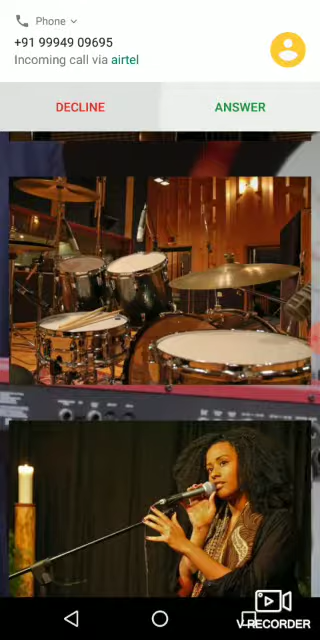 Phone
+91 99949 09695
Incoming call via airtel
DECLINE
ANSWER
V RECORDER